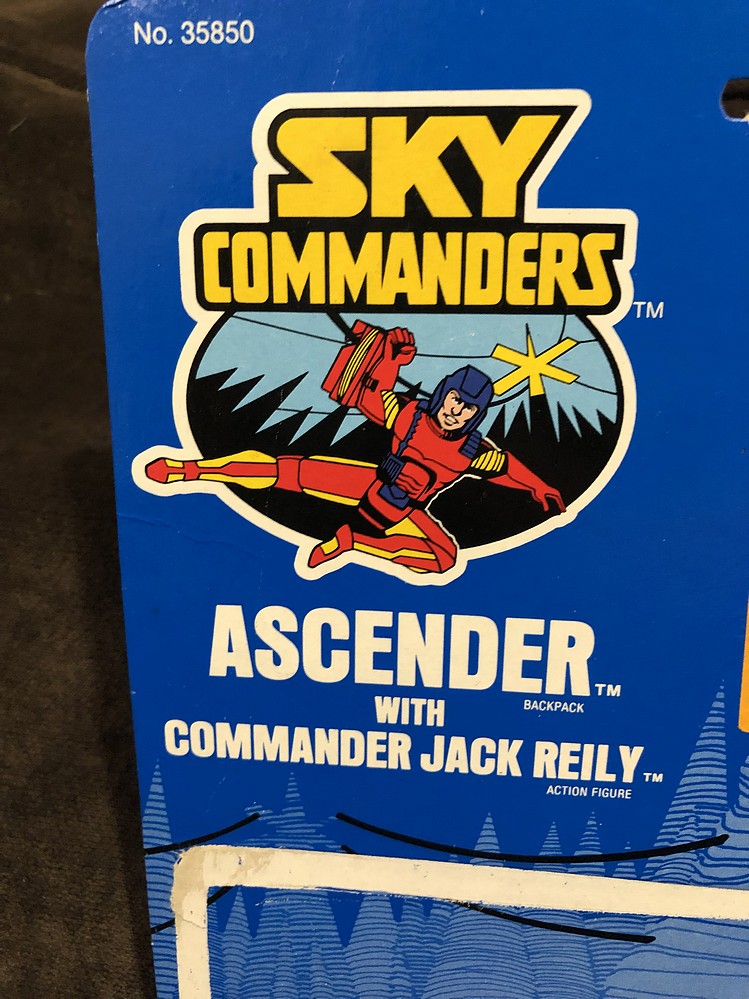 No. 35850
SKY
COMMANDERS
TM
ASCENDER TM
BACKPACK
WITH
COMMANDER JACK REILY TM
ACTION FIGURE